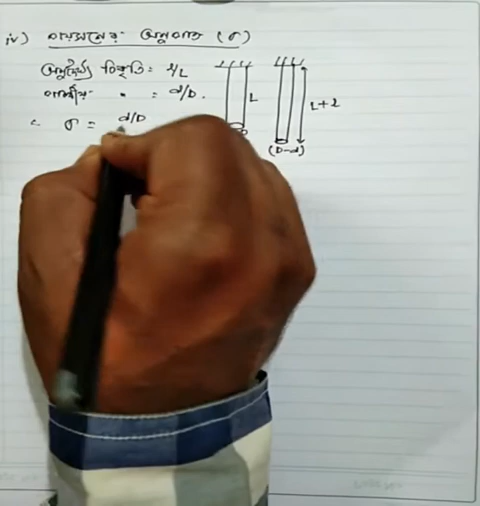 iv) পয়সনের অনুপাত (σ)
অনুদৈর্ঘ্য বিকৃতি = l/L
পার্শ্বীয় " = d/D.
∴ σ = d/D
L
L+l
(D-d)